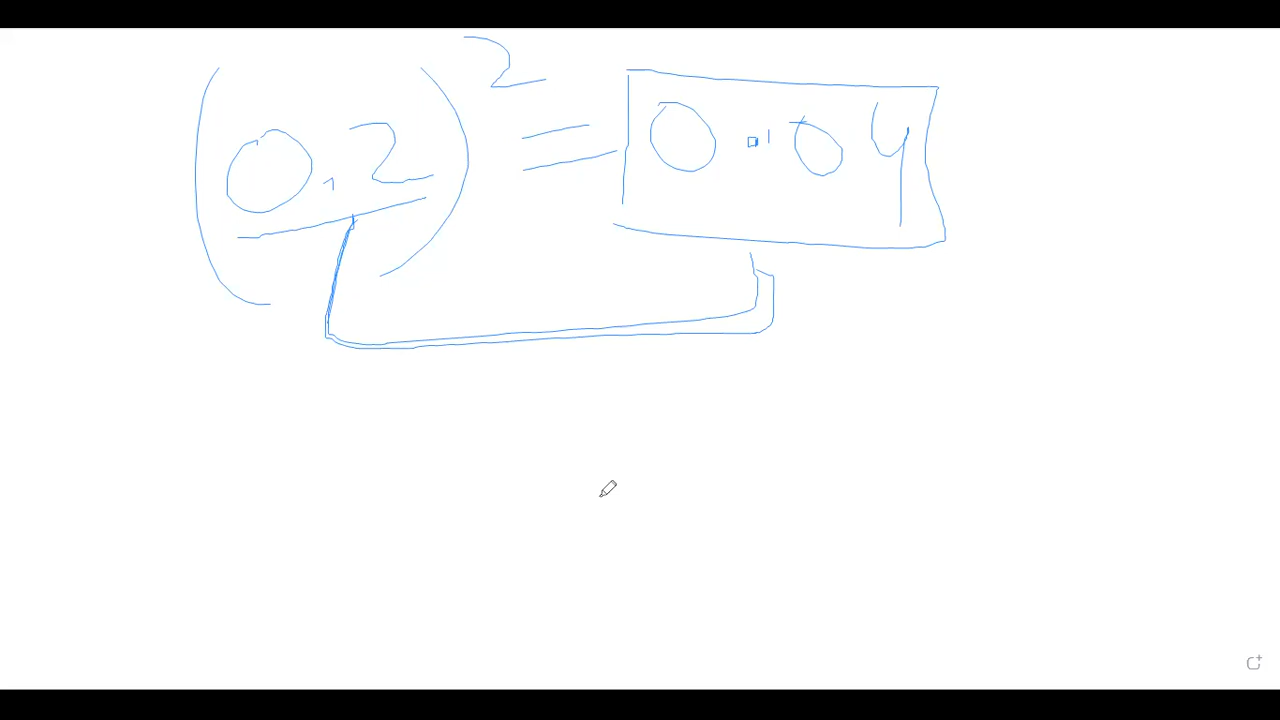 (0,2)² = 0.04